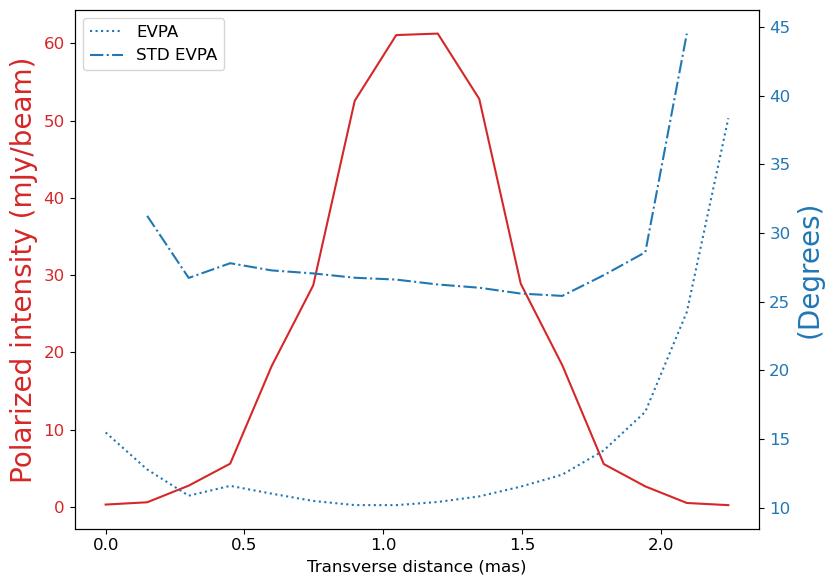 EVPA
STD EVPA
Polarized intensity (mJy/beam)
60
50
40
30
20
10
0
45
40
35
30
25
20
15
10
(Degrees)
0.0 0.5 1.0 1.5 2.0
Transverse distance (mas)